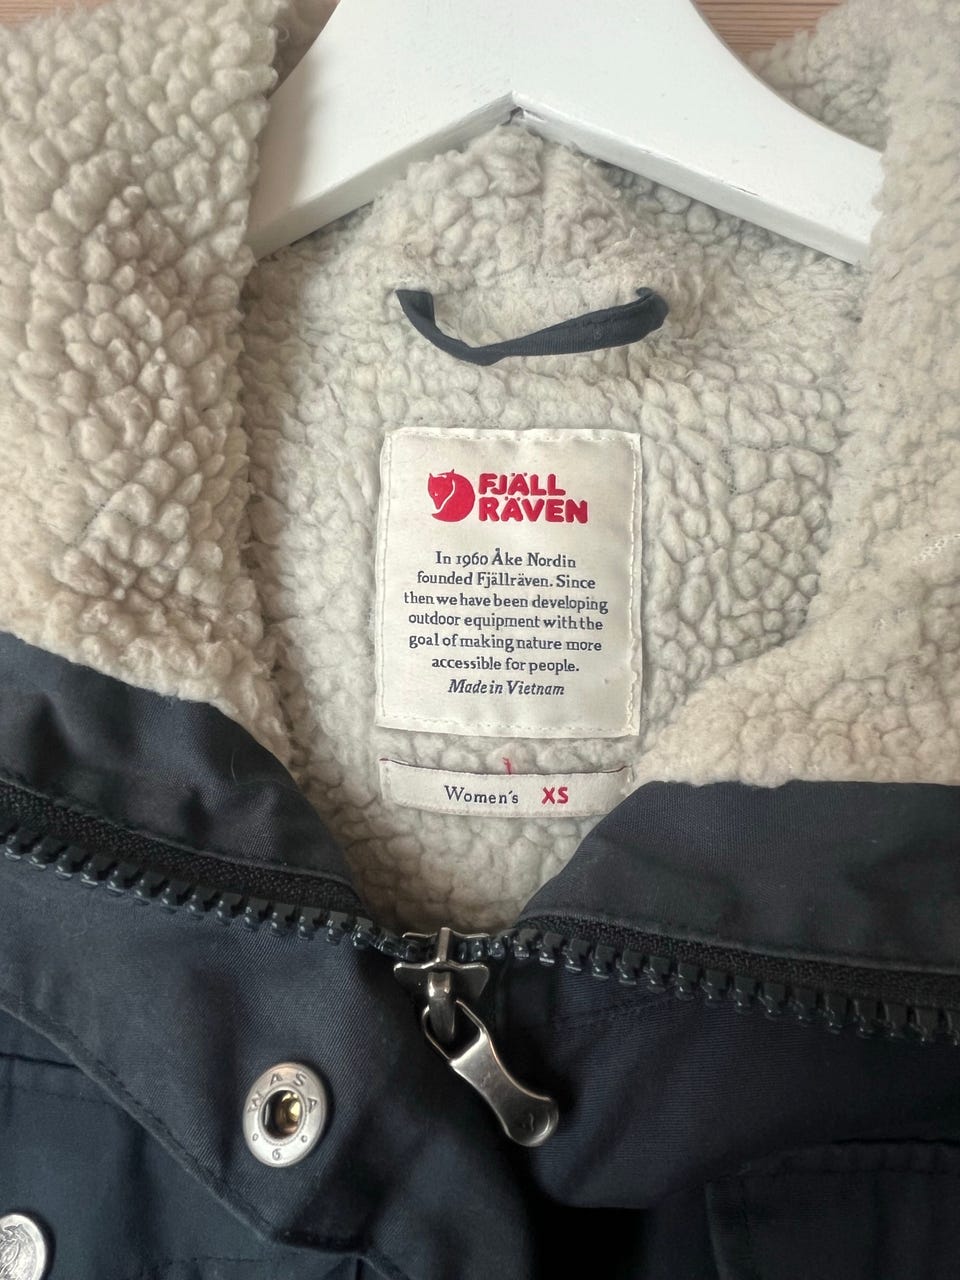 FJÄLL
RÄVEN
In 1960 Åke Nordin
founded Fjällräven. Since
then we have been developing
outdoor equipment with the
goal of making nature more
accessible for people.
Made in Vietnam
Women's XS
WASA